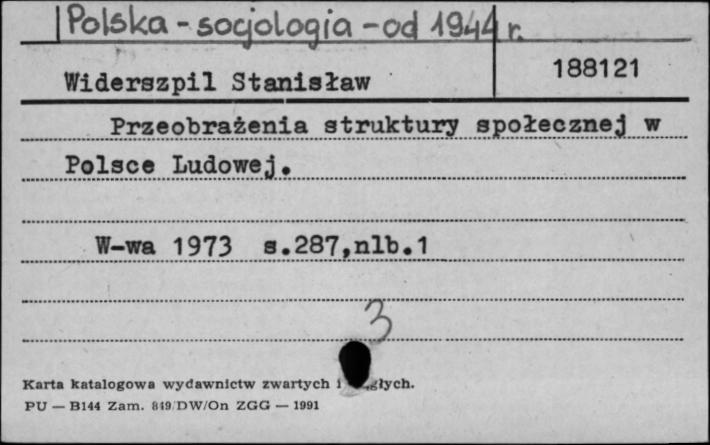 Polska - socjologia - od 1944 r.
Widerszpil Stanisław
188121
Przeobrażenia struktury społecznej w
Polsce Ludowej.
W-wa 1973 s.287,nlb.1
3
Karta katalogowa wydawnictw zwartych i
PU — B144 Zam. 849/DW/On ZGG — 1991